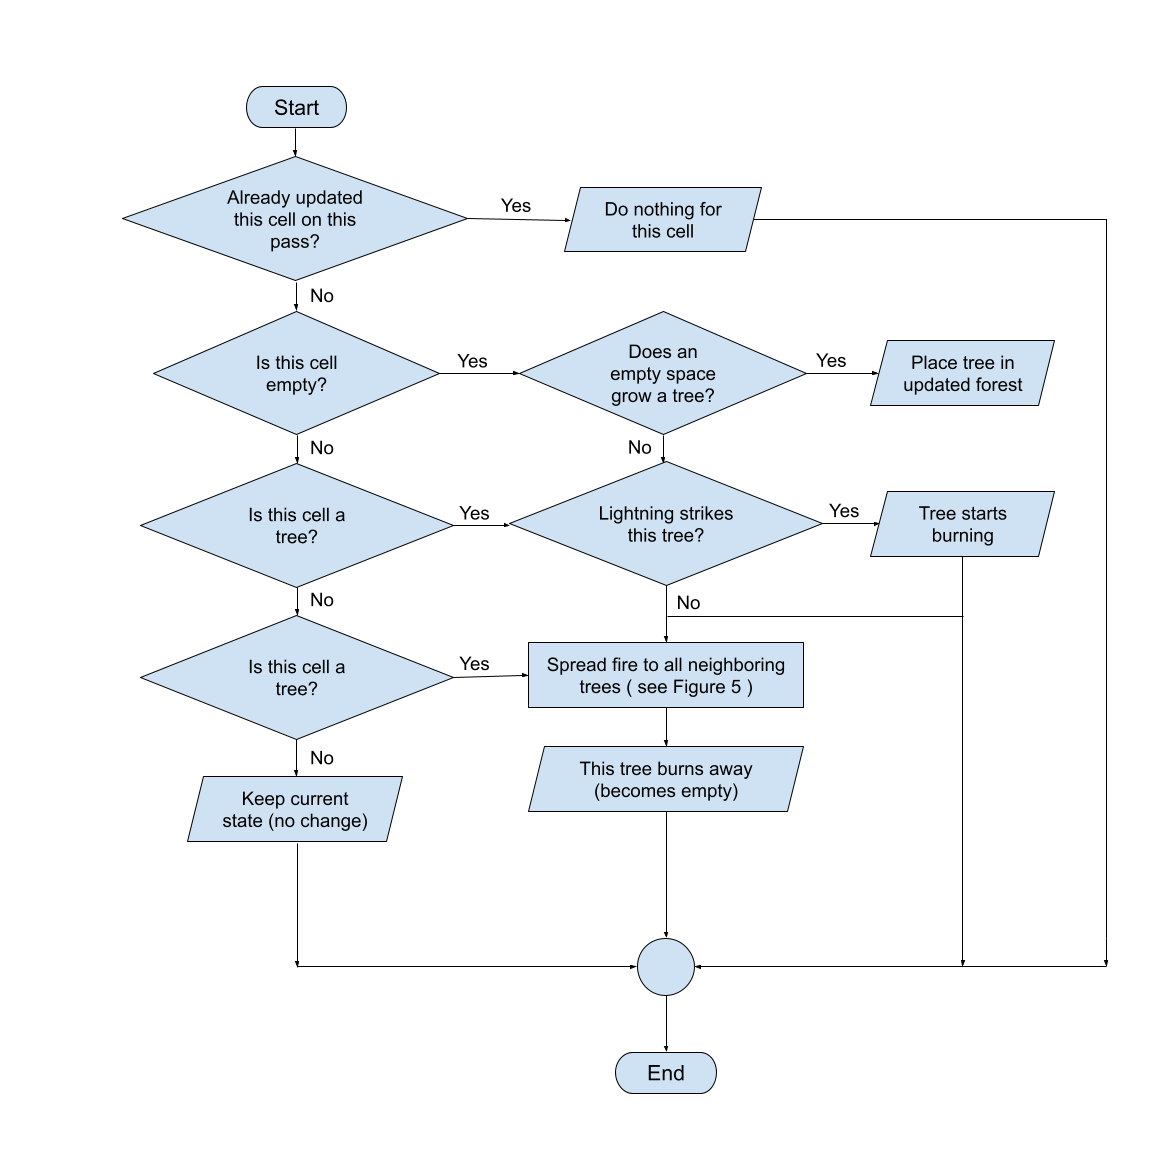 Start
Already updated
this cell on this
pass?
Yes
Do nothing for
this cell
No
Is this cell
empty?
Yes
Does an
empty space
grow a tree?
Yes
Place tree in
updated forest
No
No
Is this cell a
tree?
Yes
Lightning strikes
this tree?
Yes
Tree starts
burning
No
No
Is this cell a
tree?
Yes
Spread fire to all neighboring
trees ( see Figure 5 )
No
This tree burns away
(becomes empty)
Keep current
state (no change)
End